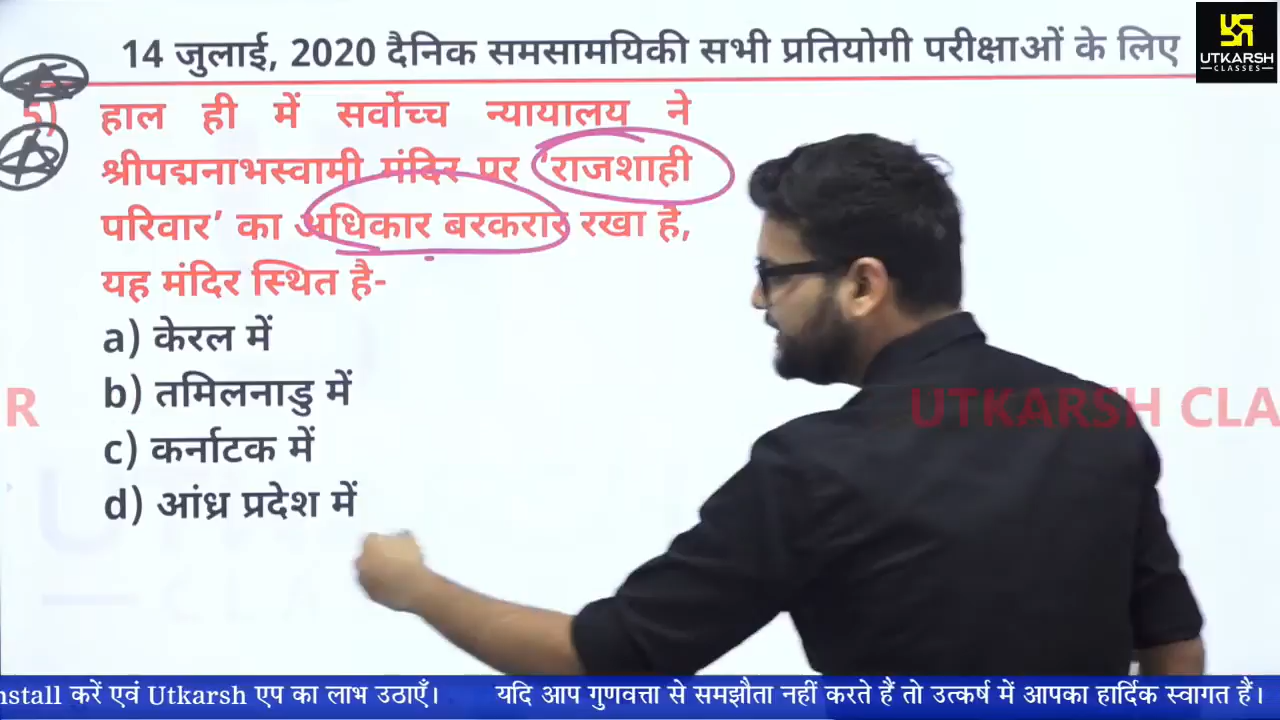 14 जुलाई, 2020 दैनिक समसामयिकी सभी प्रतियोगी परीक्षाओं के लिए
UTKARSH
CLASSES
5) हाल ही में सर्वोच्च न्यायालय ने
श्रीपद्मनाभस्वामी मंदिर पर 'राजशाही
परिवार' का अधिकार बरकरार रखा है,
यह मंदिर स्थित है-
a) केरल में
b) तमिलनाडु में
c) कर्नाटक में
d) आंध्र प्रदेश में
R
UTKARSH CLA
nstall करें एवं Utkarsh एप का लाभ उठाएँ। यदि आप गुणवत्ता से समझौता नहीं करते हैं तो उत्कर्ष में आपका हार्दिक स्वागत हैं।